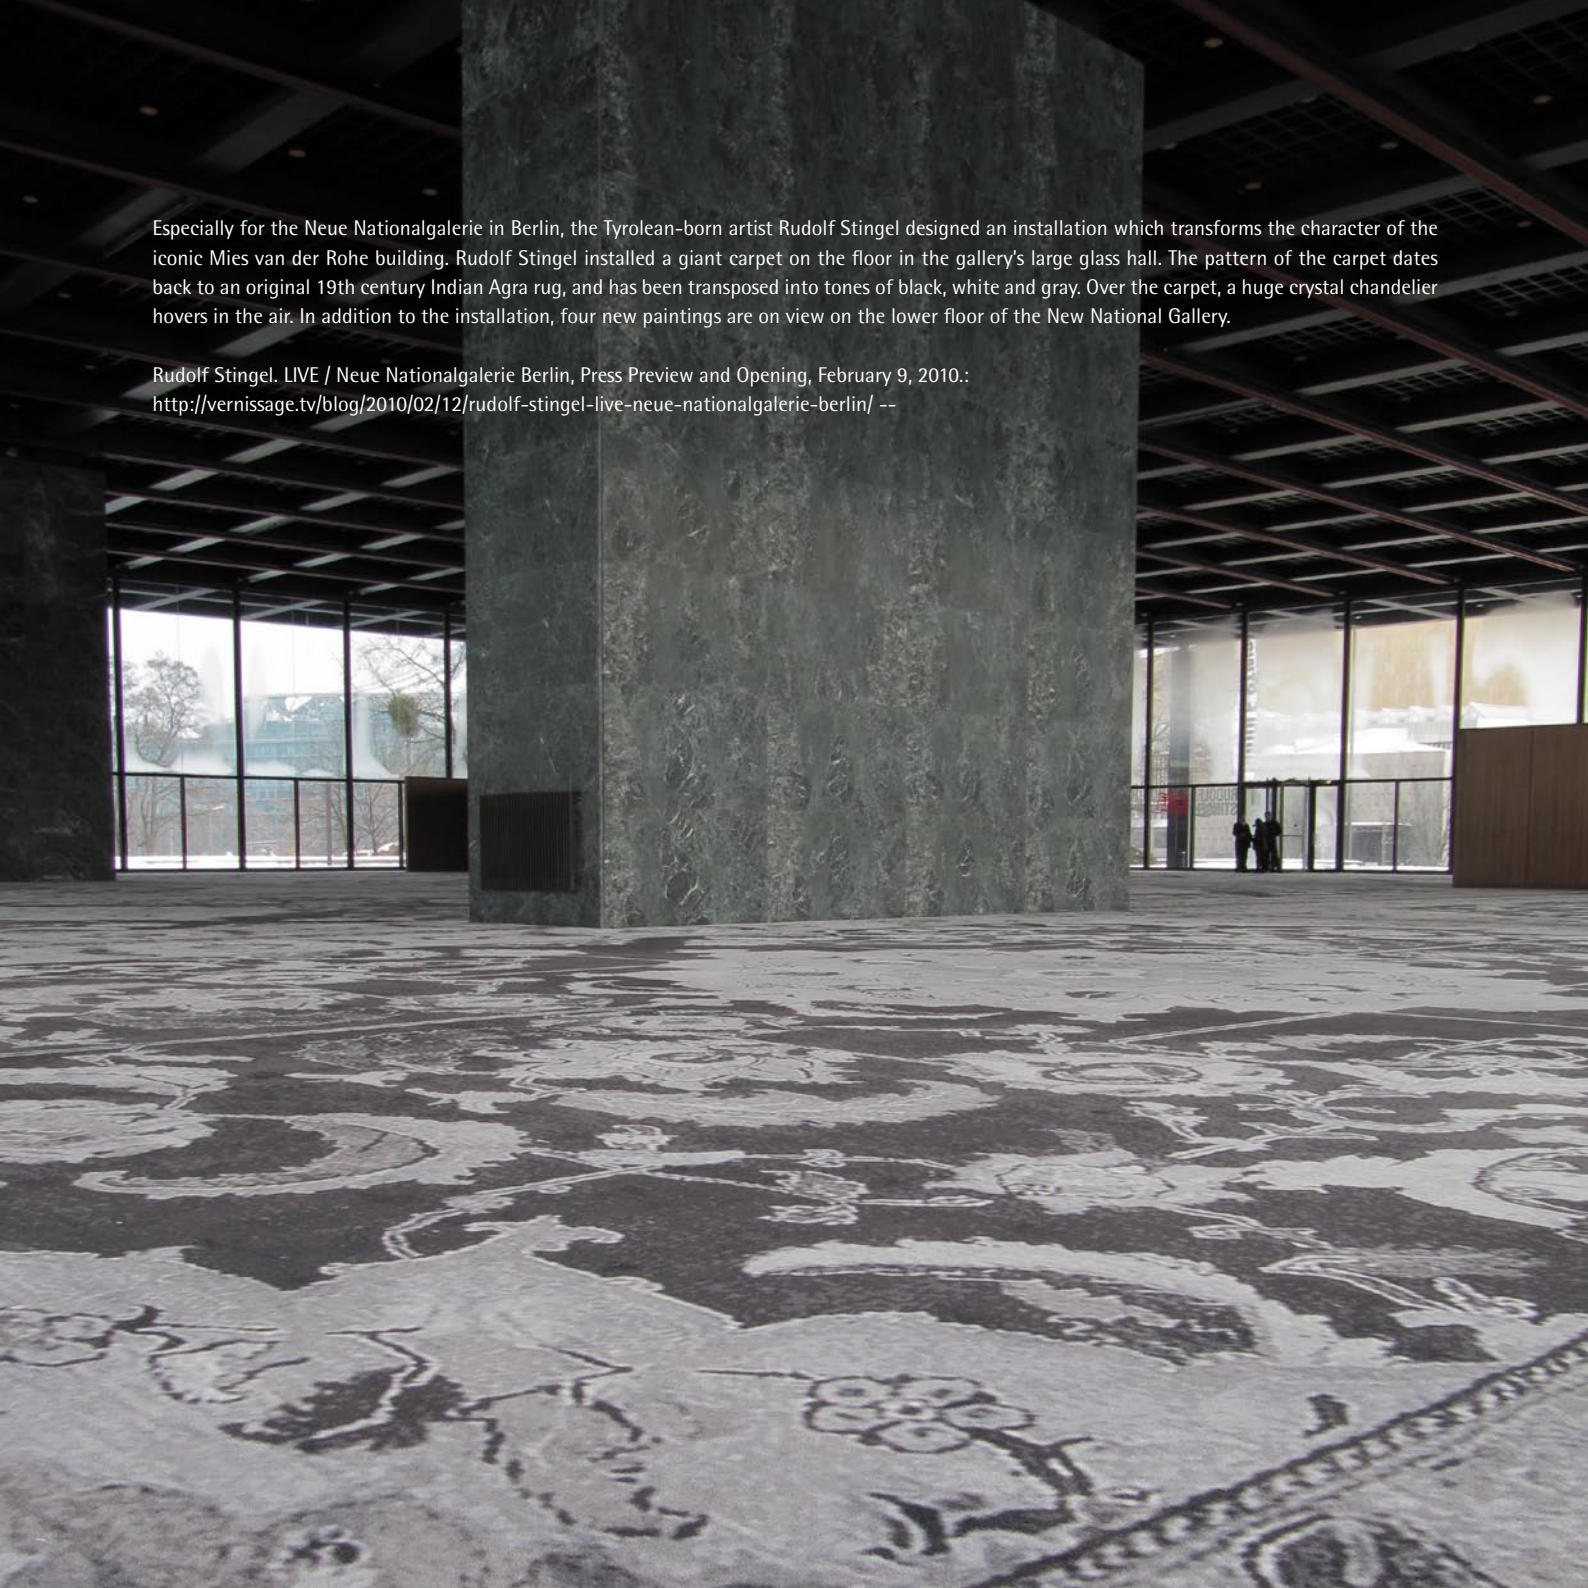 Especially for the Neue Nationalgalerie in Berlin, the Tyrolean-born artist Rudolf Stingel designed an installation which transforms the character of the
iconic Mies van der Rohe building. Rudolf Stingel installed a giant carpet on the floor in the gallery's large glass hall. The pattern of the carpet dates
back to an original 19th century Indian Agra rug, and has been transposed into tones of black, white and gray. Over the carpet, a huge crystal chandelier
hovers in the air. In addition to the installation, four new paintings are on view on the lower floor of the New National Gallery.
Rudolf Stingel. LIVE / Neue Nationalgalerie Berlin, Press Preview and Opening, February 9, 2010.:
http://vernissage.tv/blog/2010/02/12/rudolf-stingel-live-neue-nationalgalerie-berlin/ --